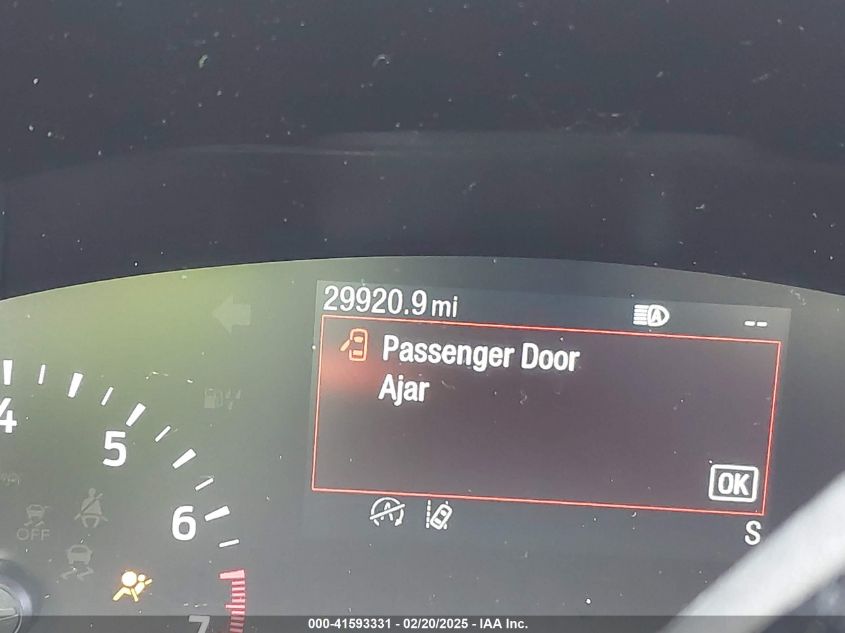 29920.9 mi
--
Passenger Door
Ajar
OK
S
4
5
6
7
OFF
000-41593331 - 02/20/2025 - IAA Inc.